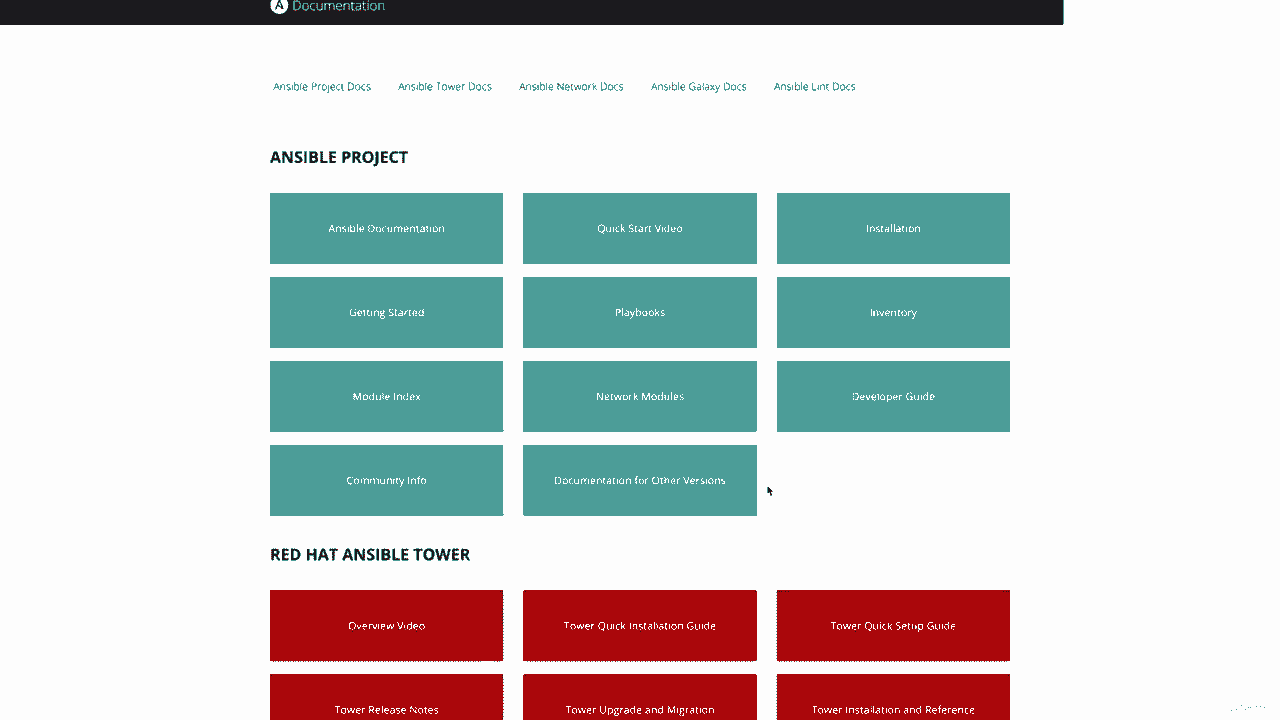 A Documentation
Ansible Project Docs Ansible Tower Docs Ansible Network Docs Ansible Galaxy Docs Ansible Lint Docs
ANSIBLE PROJECT
Ansible Documentation Quick Start Video Installation
Getting Started Playbooks Inventory
Module Index Network Modules Developer Guide
Community Info Documentation for Other Versions
RED HAT ANSIBLE TOWER
Overview Video Tower Quick Installation Guide Tower Quick Setup Guide
Tower Release Notes Tower Upgrade and Migration Tower Installation and Reference